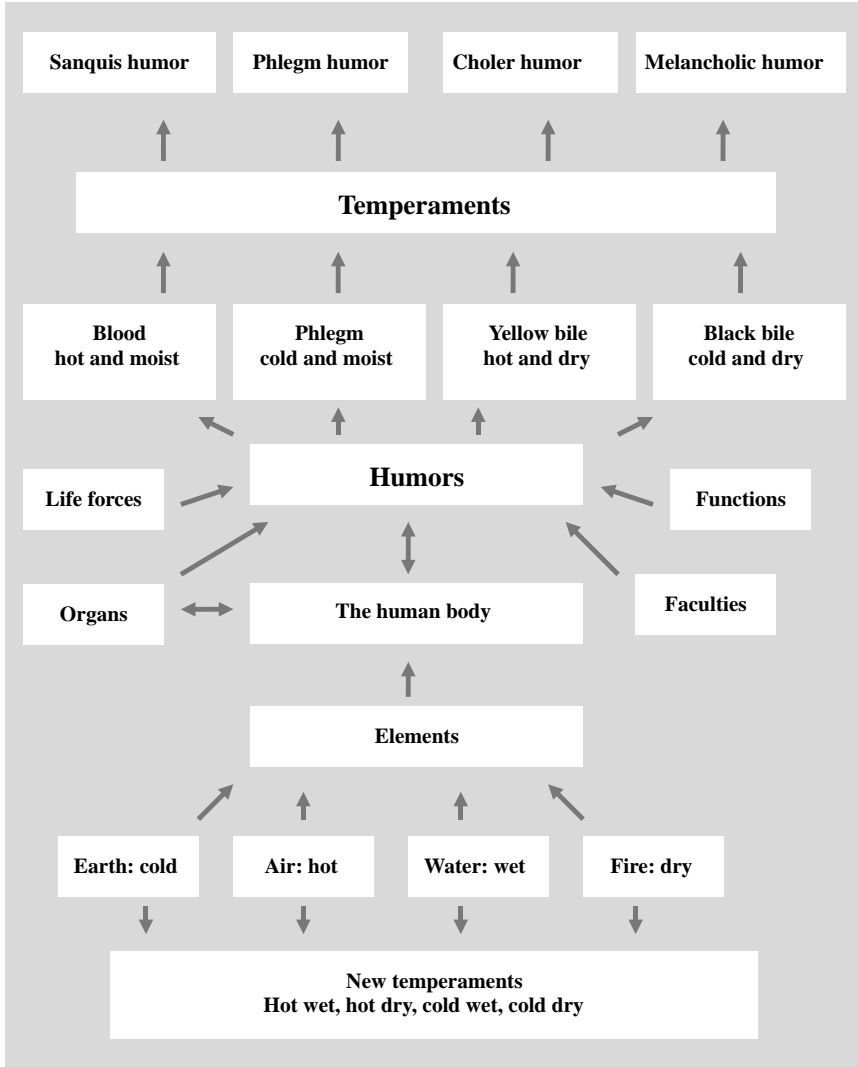 Sanquis humor
Phlegm humor
Choler humor
Melancholic humor
Temperaments
Blood
hot and moist
Phlegm
cold and moist
Yellow bile
hot and dry
Black bile
cold and dry
Humors
Life forces
Functions
Organs
The human body
Faculties
Elements
Earth: cold
Air: hot
Water: wet
Fire: dry
New temperaments
Hot wet, hot dry, cold wet, cold dry